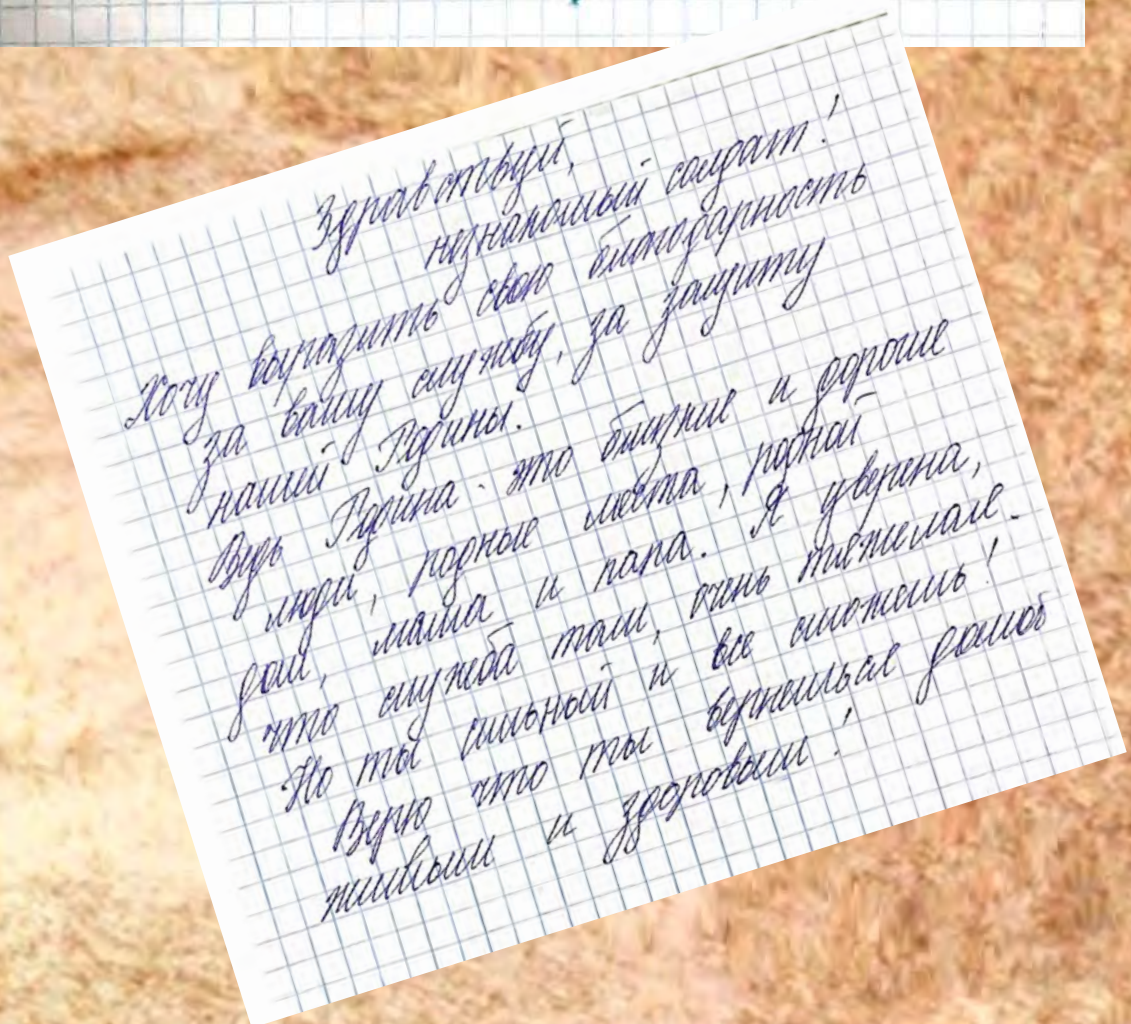 Здравствуй,
незнакомый солдат!
Хочу выразить свою благодарность
за вашу службу, за защиту
нашей Родины.
Ведь Родина - это близкие и дорогие
люди, родные места, родной
дом, мама и папа. Я уверена,
что служба там, очень тяжелая.
Но ты сильный и все сможешь!
Верю что ты вернешься домой
живым и здоровым!